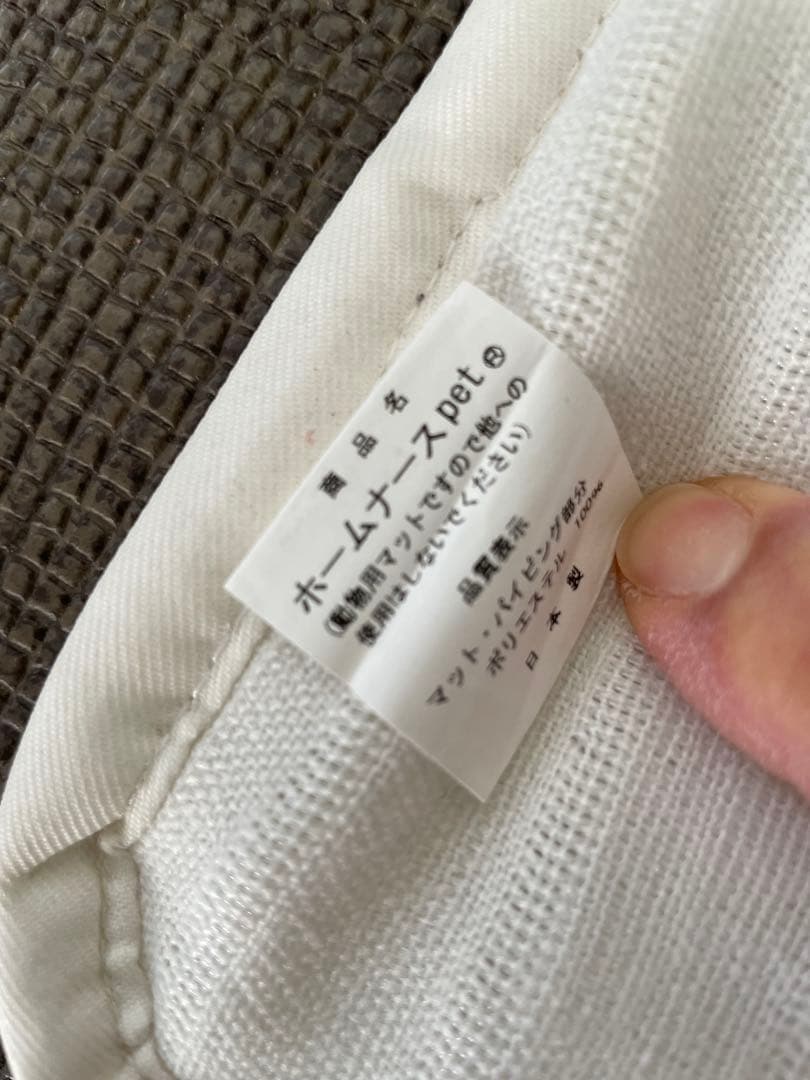 商品名
ホームナースpet®
(動物用マットですので他への
使用はしないでください)
品質表示
マット・パイピング部分
ポリエステル 100%
日本製